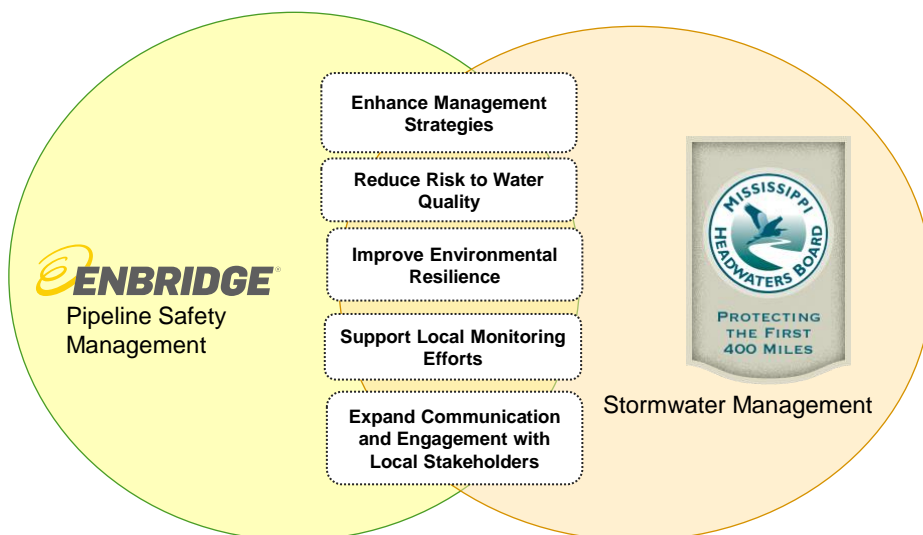 Enhance Management
Strategies
Reduce Risk to Water
Quality
Improve Environmental
Resilience
Support Local Monitoring
Efforts
Expand Communication
and Engagement with
Local Stakeholders
ENBRIDGE®
Pipeline Safety
Management
MISSISSIPPI
HEADWATERS BOARD
PROTECTING
THE FIRST
400 MILES
Stormwater Management